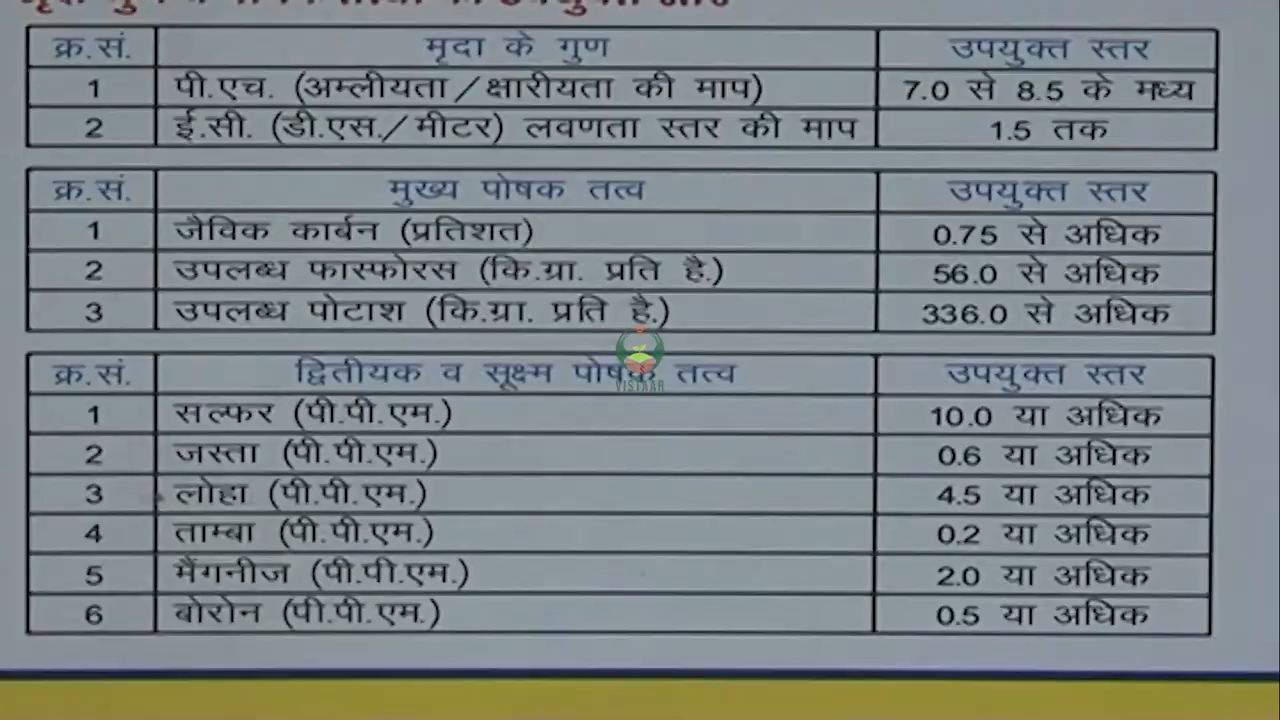 क्र.सं. मृदा के गुण उपयुक्त स्तर
1 पी.एच. (अम्लीयता/क्षारीयता की माप) 7.0 से 8.5 के मध्य
2 ई.सी. (डी.एस./मीटर) लवणता स्तर की माप 1.5 तक
क्र.सं. मुख्य पोषक तत्व उपयुक्त स्तर
1 जैविक कार्बन (प्रतिशत) 0.75 से अधिक
2 उपलब्ध फास्फोरस (कि.ग्रा. प्रति है.) 56.0 से अधिक
3 उपलब्ध पोटाश (कि.ग्रा. प्रति है.) 336.0 से अधिक
क्र.सं. द्वितीयक व सूक्ष्म पोषक तत्व उपयुक्त स्तर
VISTAAR
1 सल्फर (पी.पी.एम.) 10.0 या अधिक
2 जस्ता (पी.पी.एम.) 0.6 या अधिक
3 लोहा (पी.पी.एम.) 4.5 या अधिक
4 ताम्बा (पी.पी.एम.) 0.2 या अधिक
5 मैंगनीज (पी.पी.एम.) 2.0 या अधिक
6 बोरोन (पी.पी.एम.) 0.5 या अधिक